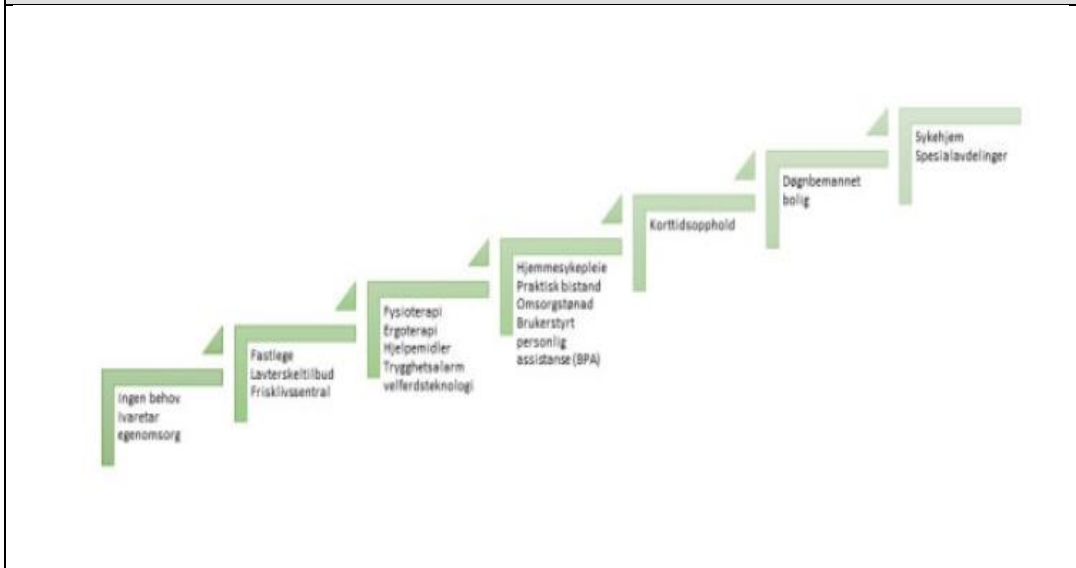 Ingen behov
Ivaretar
egenomsorg
Fastlege
Lavterskeltilbud
Frisklivssentral
Fysioterapi
Ergoterapi
Hjelpemidler
Trygghetsalarm
velferdsteknologi
Hjemmesykepleie
Praktisk bistand
Omsorgstønad
Brukerstyrt
personlig
assistanse (BPA)
Korttidsopphold
Døgnbemannet
bolig
Sykehjem
Spesialavdelinger